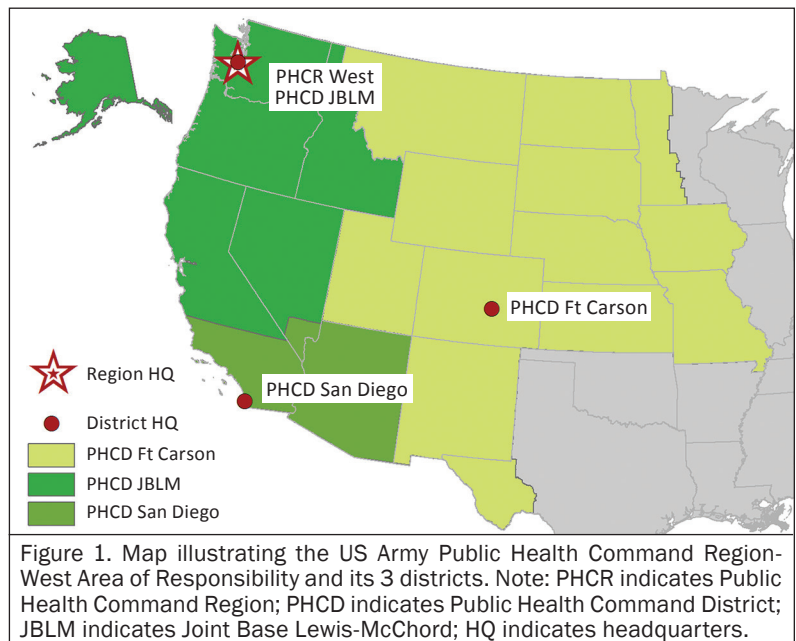 PHCR West
PHCD JBLM
PHCD Ft Carson
PHCD San Diego
Region HQ
District HQ
PHCD Ft Carson
PHCD JBLM
PHCD San Diego
Figure 1. Map illustrating the US Army Public Health Command Region-
West Area of Responsibility and its 3 districts. Note: PHCR indicates Public
Health Command Region; PHCD indicates Public Health Command District;
JBLM indicates Joint Base Lewis-McChord; HQ indicates headquarters.